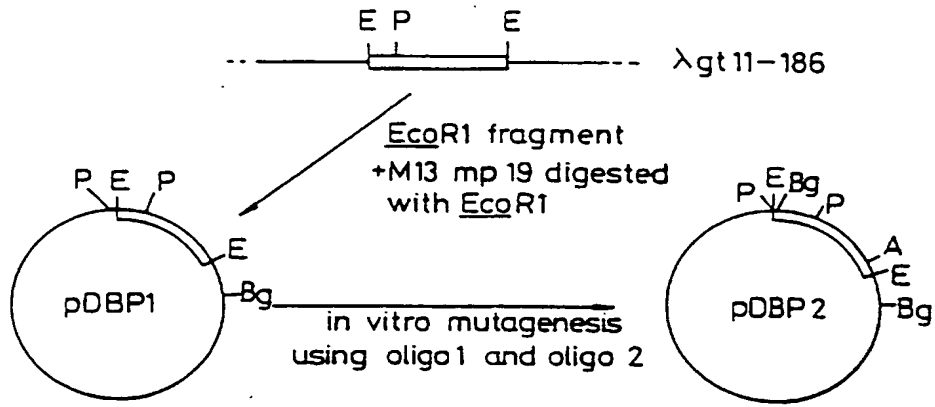 E P E
λgt 11-186
EcoR1 fragment
+M13 mp 19 digested
with EcoR1
P E P
E
Bg
pDBP1
in vitro mutagenesis
using oligo 1 and oligo 2
P E Bg P
A
E
Bg
pDBP 2